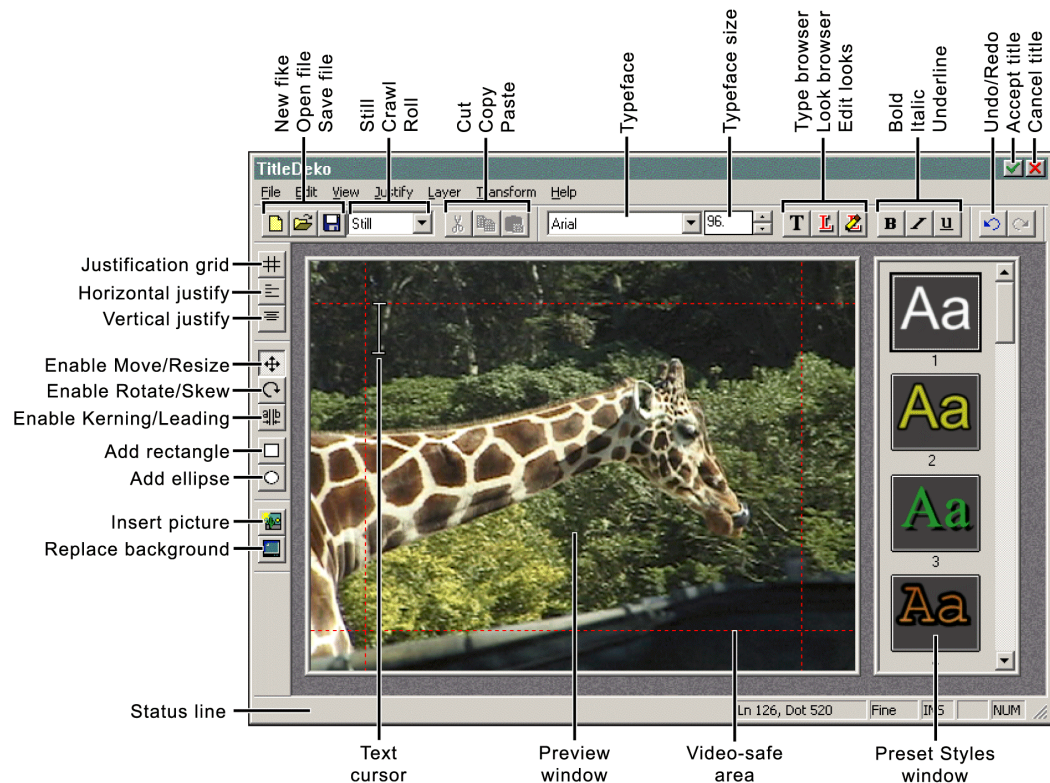 New fike
Open file
Save file
Still
Crawl
Roll
Cut
Copy
Paste
Typeface
Typeface size
Type browser
Look browser
Edit looks
Bold
Italic
Underline
Undo/Redo
Accept title
Cancel title
TitleDeko
File Edit View Justify Layer Transform Help
Still
Arial
96.
T L B I u
Justification grid
Horizontal justify
Vertical justify
Enable Move/Resize
Enable Rotate/Skew
Enable Kerning/Leading
a b
Add rectangle
Add ellipse
Insert picture
Replace background
Aa
1
Aa
2
Aa
3
Aa
Status line
Ln 126, Dot 520 Fine INS NUM
Text
cursor
Preview
window
Video-safe
area
Preset Styles
window